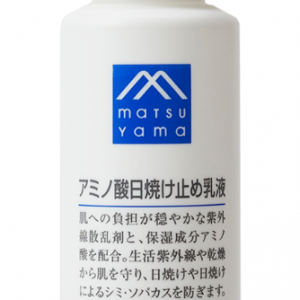 matsu
yama
アミノ酸日焼け止め乳液
肌への負担が穏やかな紫外
線散乱剤と、保湿成分アミノ
酸を配合。生活紫外線や乾燥
から肌を守り、日焼けや日焼け
によるシミ・ソバカスを防ぎます。